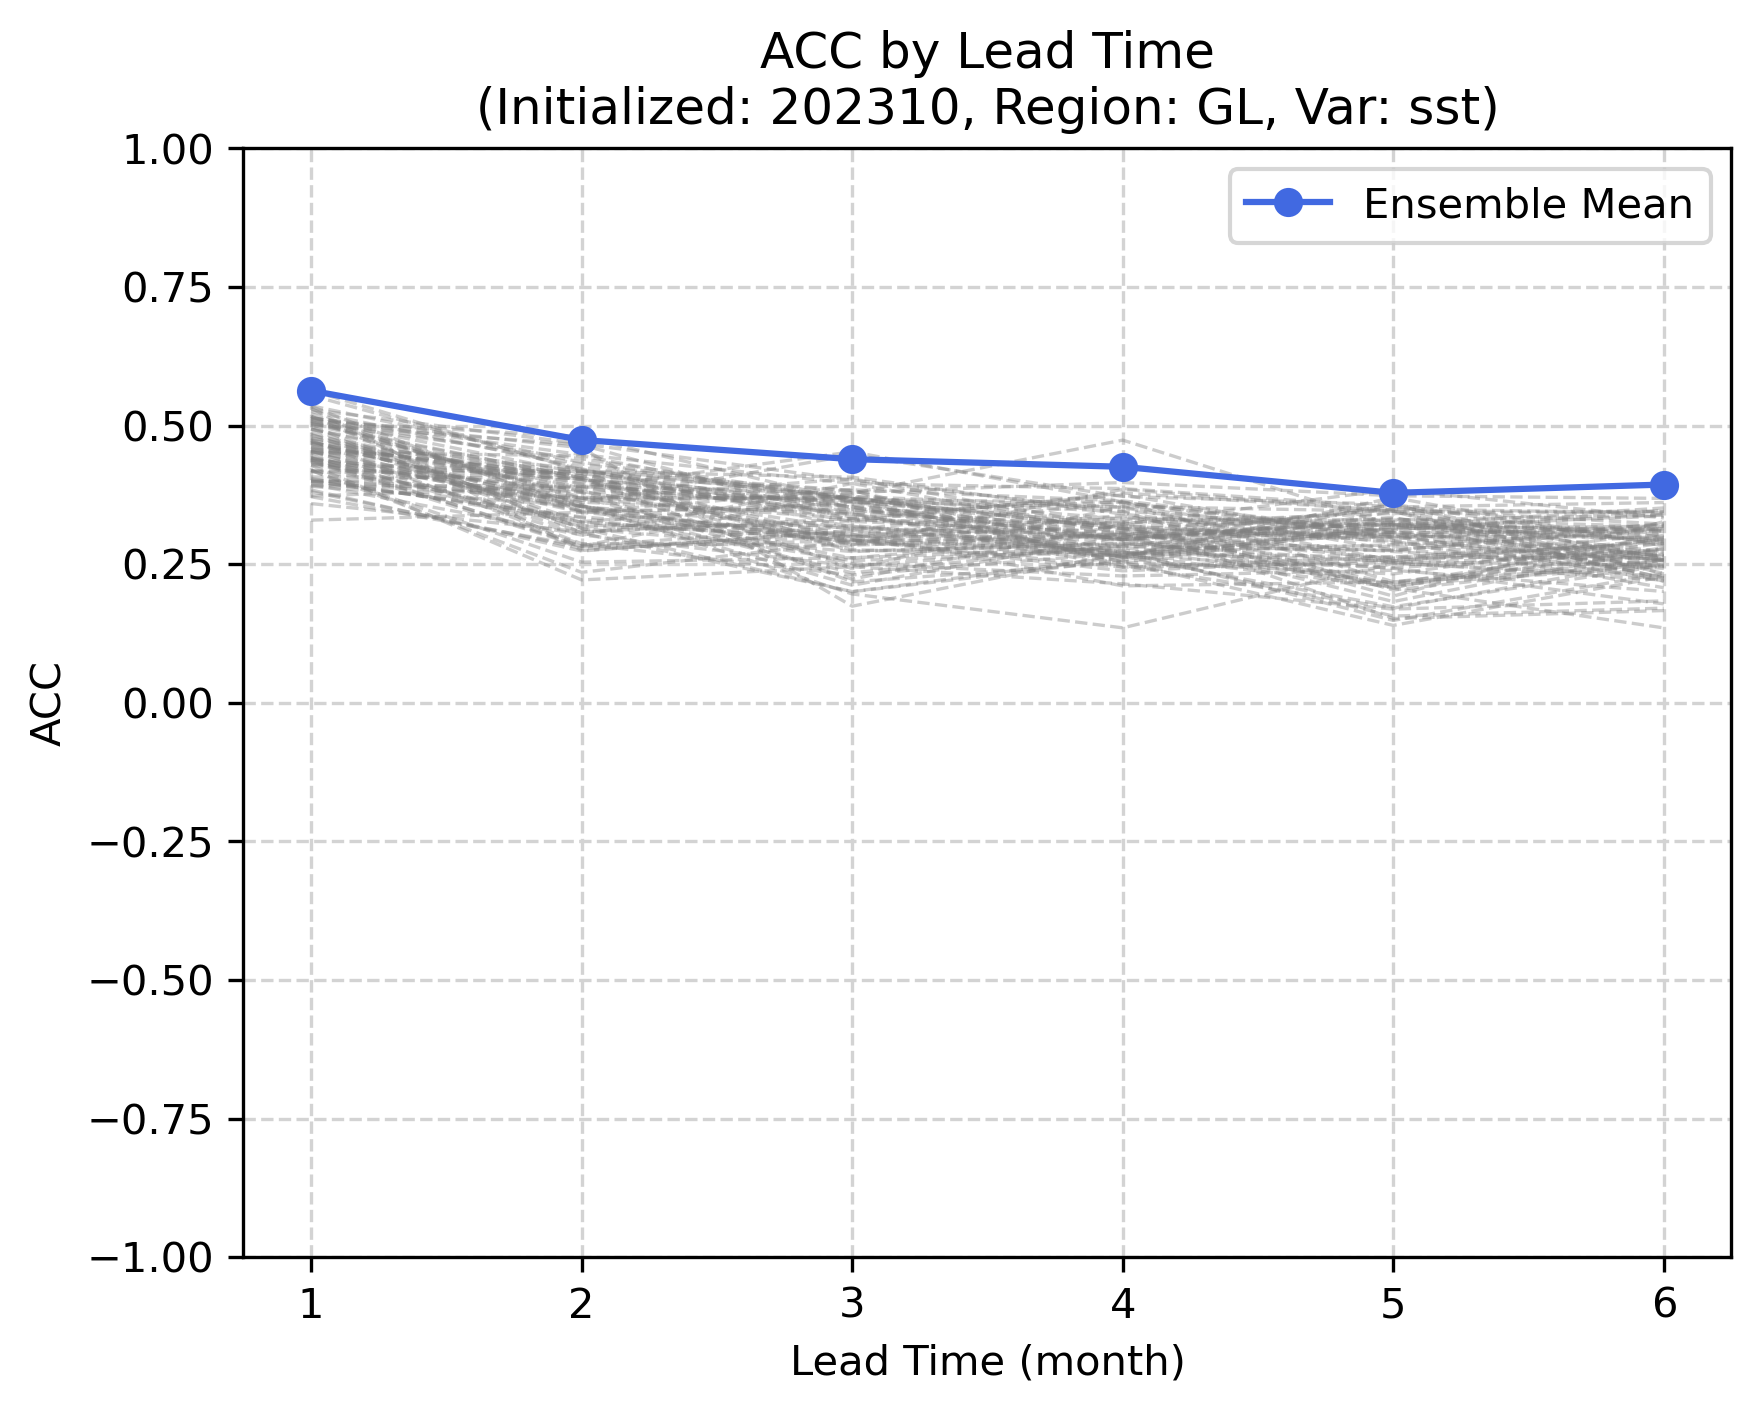 ACC by Lead Time
(Initialized: 202310, Region: GL, Var: sst)
Ensemble Mean
ACC
1.00
0.75
0.50
0.25
0.00
−0.25
−0.50
−0.75
−1.00
1 2 3 4 5 6
Lead Time (month)